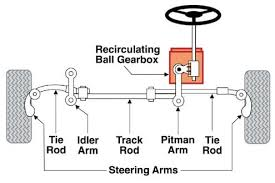 Recirculating
Ball Gearbox
Tie
Rod
Idler
Arm
Track
Rod
Pitman
Arm
Tie
Rod
Steering Arms